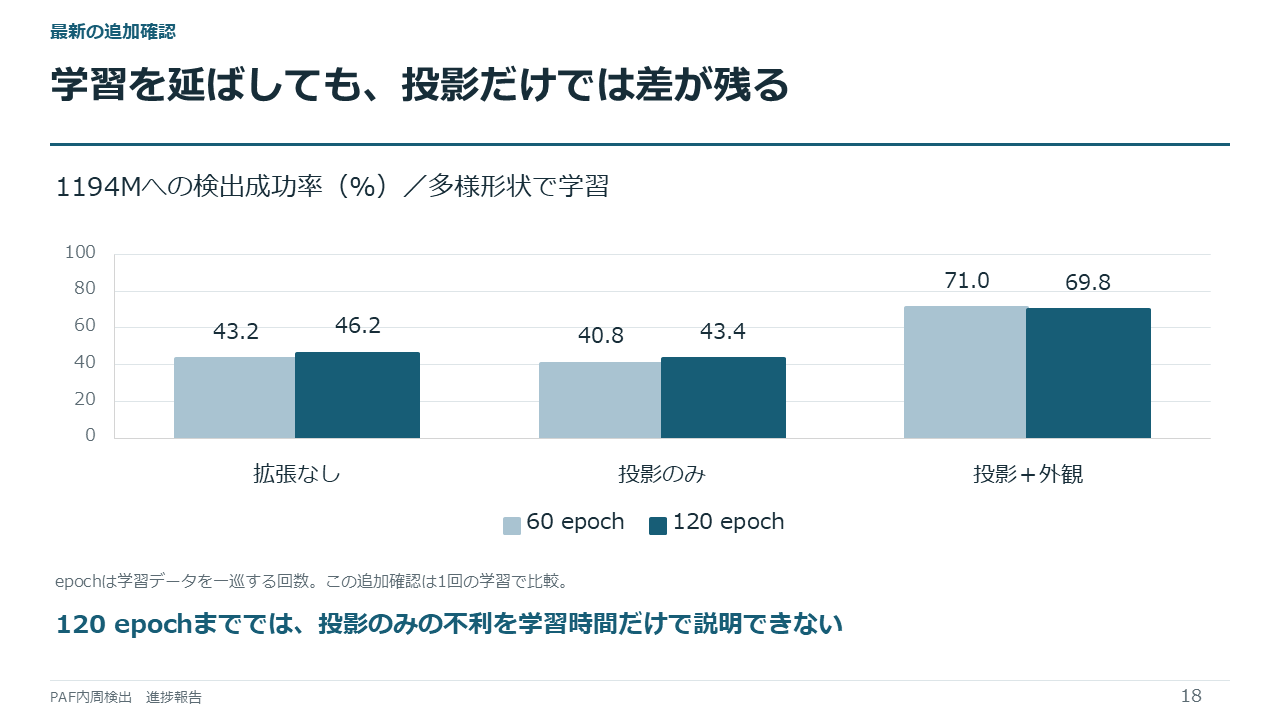 最新の追加確認
学習を延ばしても、投影だけでは差が残る
1194Mへの検出成功率（%）／多様形状で学習
100
80
60
40
20
0
43.2
46.2
40.8
43.4
71.0
69.8
拡張なし
投影のみ
投影＋外観
60 epoch
120 epoch
epochは学習データを一巡する回数。この追加確認は1回の学習で比較。
120 epochまででは、投影のみの不利を学習時間だけで説明できない
PAF内周検出　進捗報告
18